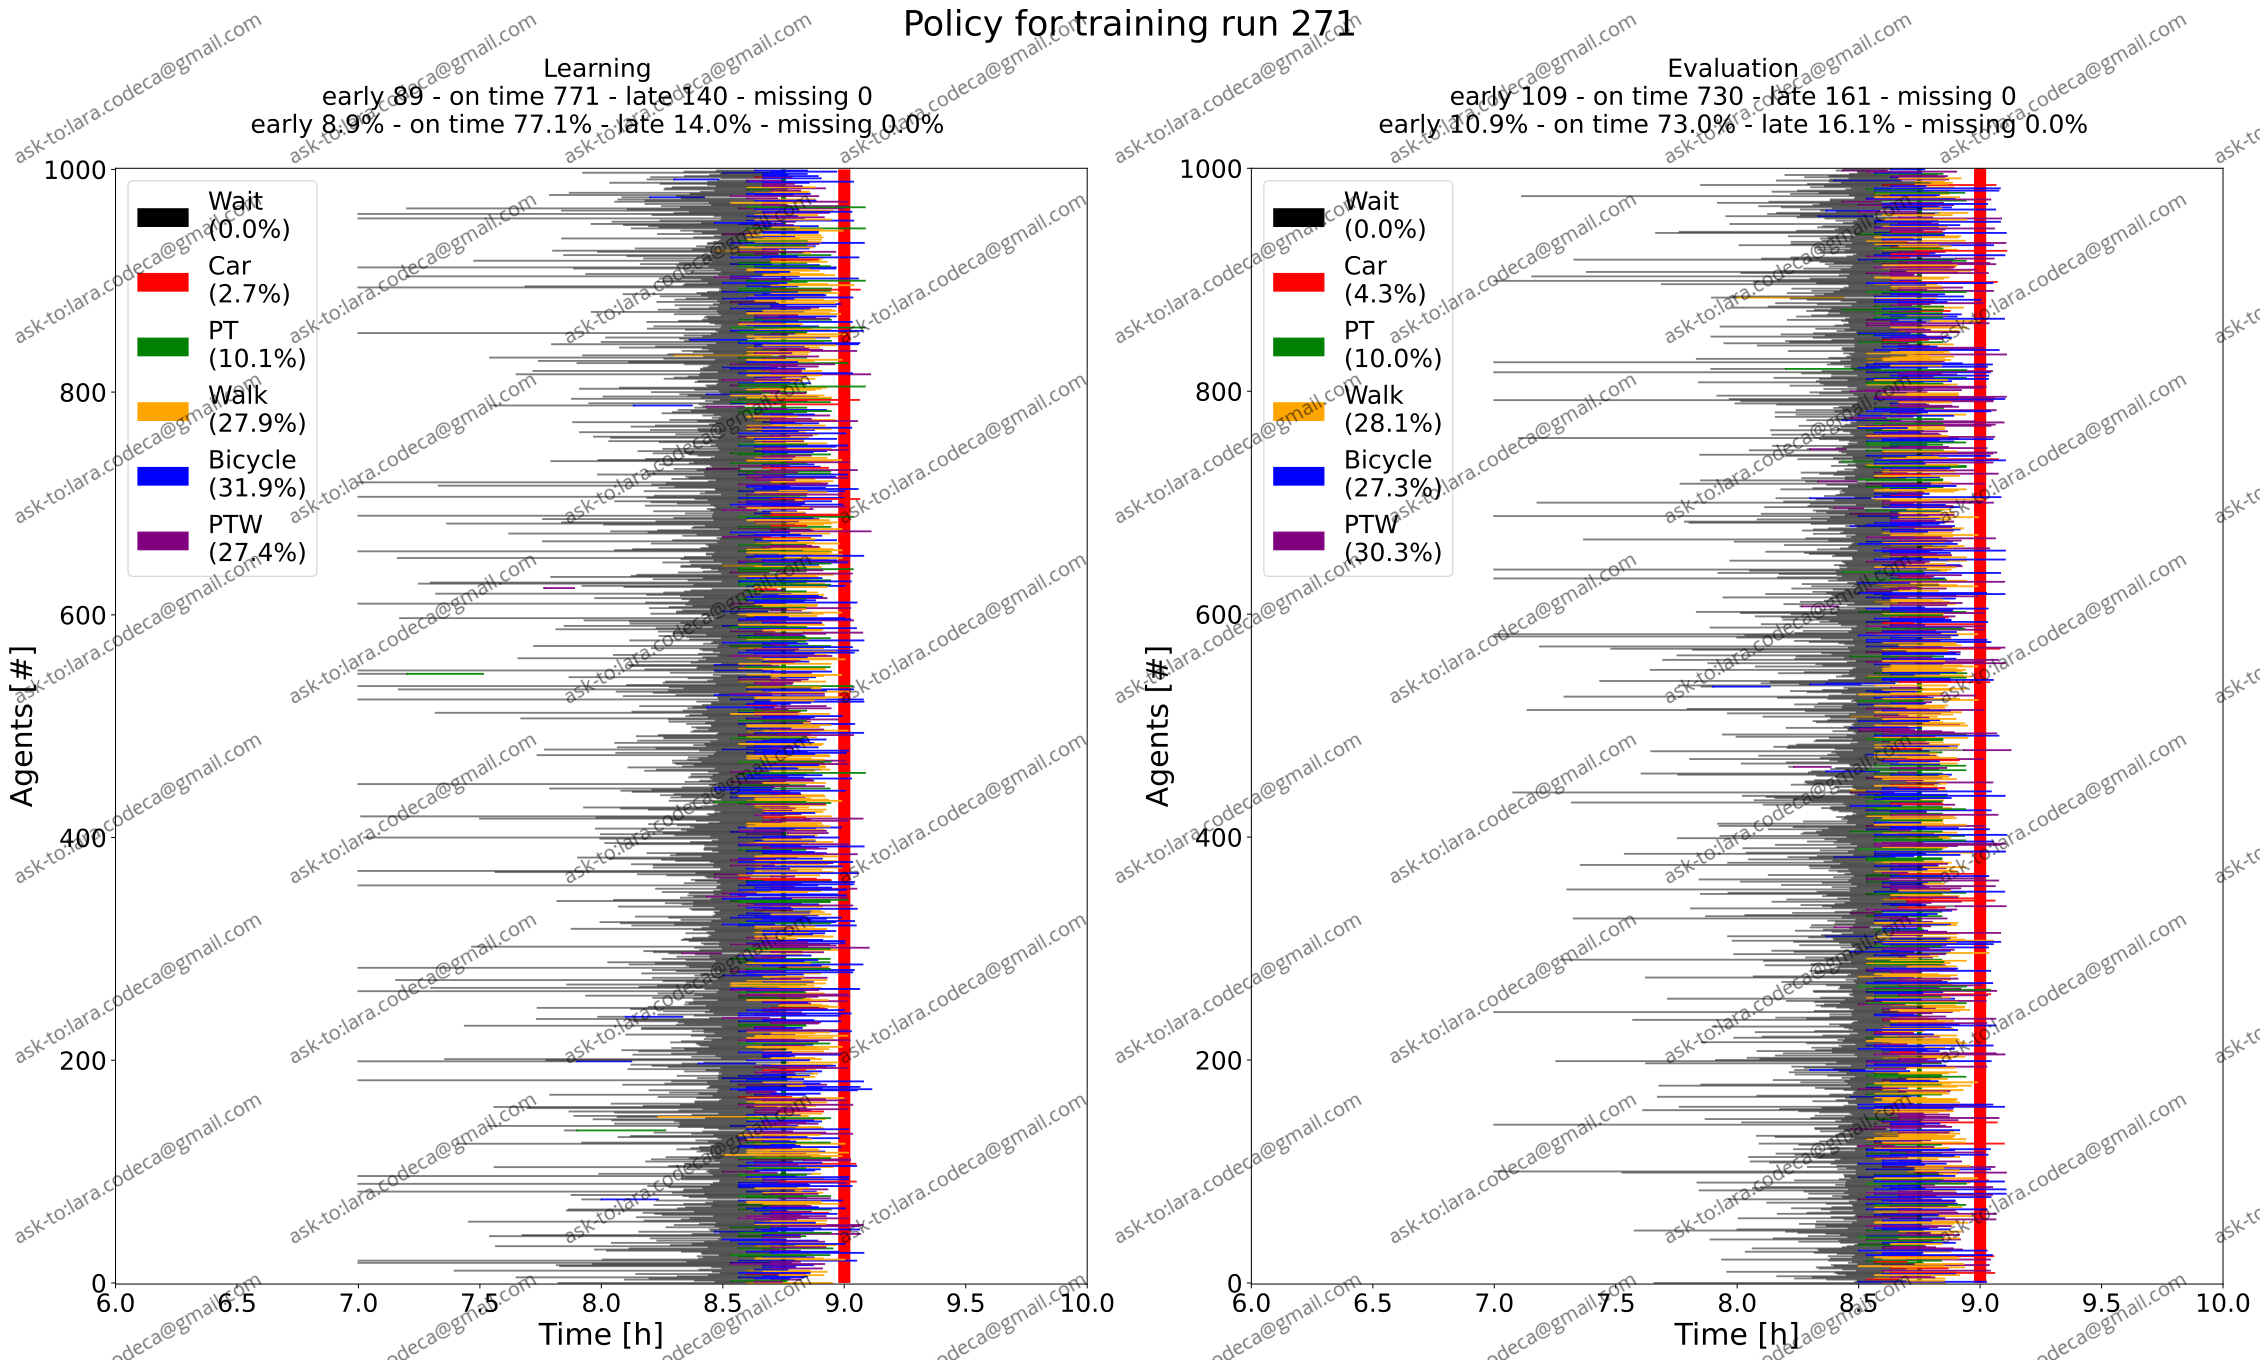 Policy for training run 271
Learning
early 89 - on time 771 - late 140 - missing 0
early 8.9% - on time 77.1% - late 14.0% - missing 0.0%
Agents [#]
1000
800
600
400
200
0
Wait
(0.0%)
Car
(2.7%)
PT
(10.1%)
Walk
(27.9%)
Bicycle
(31.9%)
PTW
(27.4%)
6.0 6.5 7.0 7.5 8.0 8.5 9.0 9.5 10.0
Time [h]
Evaluation
early 109 - on time 730 - late 161 - missing 0
early 10.9% - on time 73.0% - late 16.1% - missing 0.0%
Agents [#]
1000
800
600
400
200
0
Wait
(0.0%)
Car
(4.3%)
PT
(10.0%)
Walk
(28.1%)
Bicycle
(27.3%)
PTW
(30.3%)
6.0 6.5 7.0 7.5 8.0 8.5 9.0 9.5 10.0
Time [h]
ask-to:lara.codeca@gmail.com